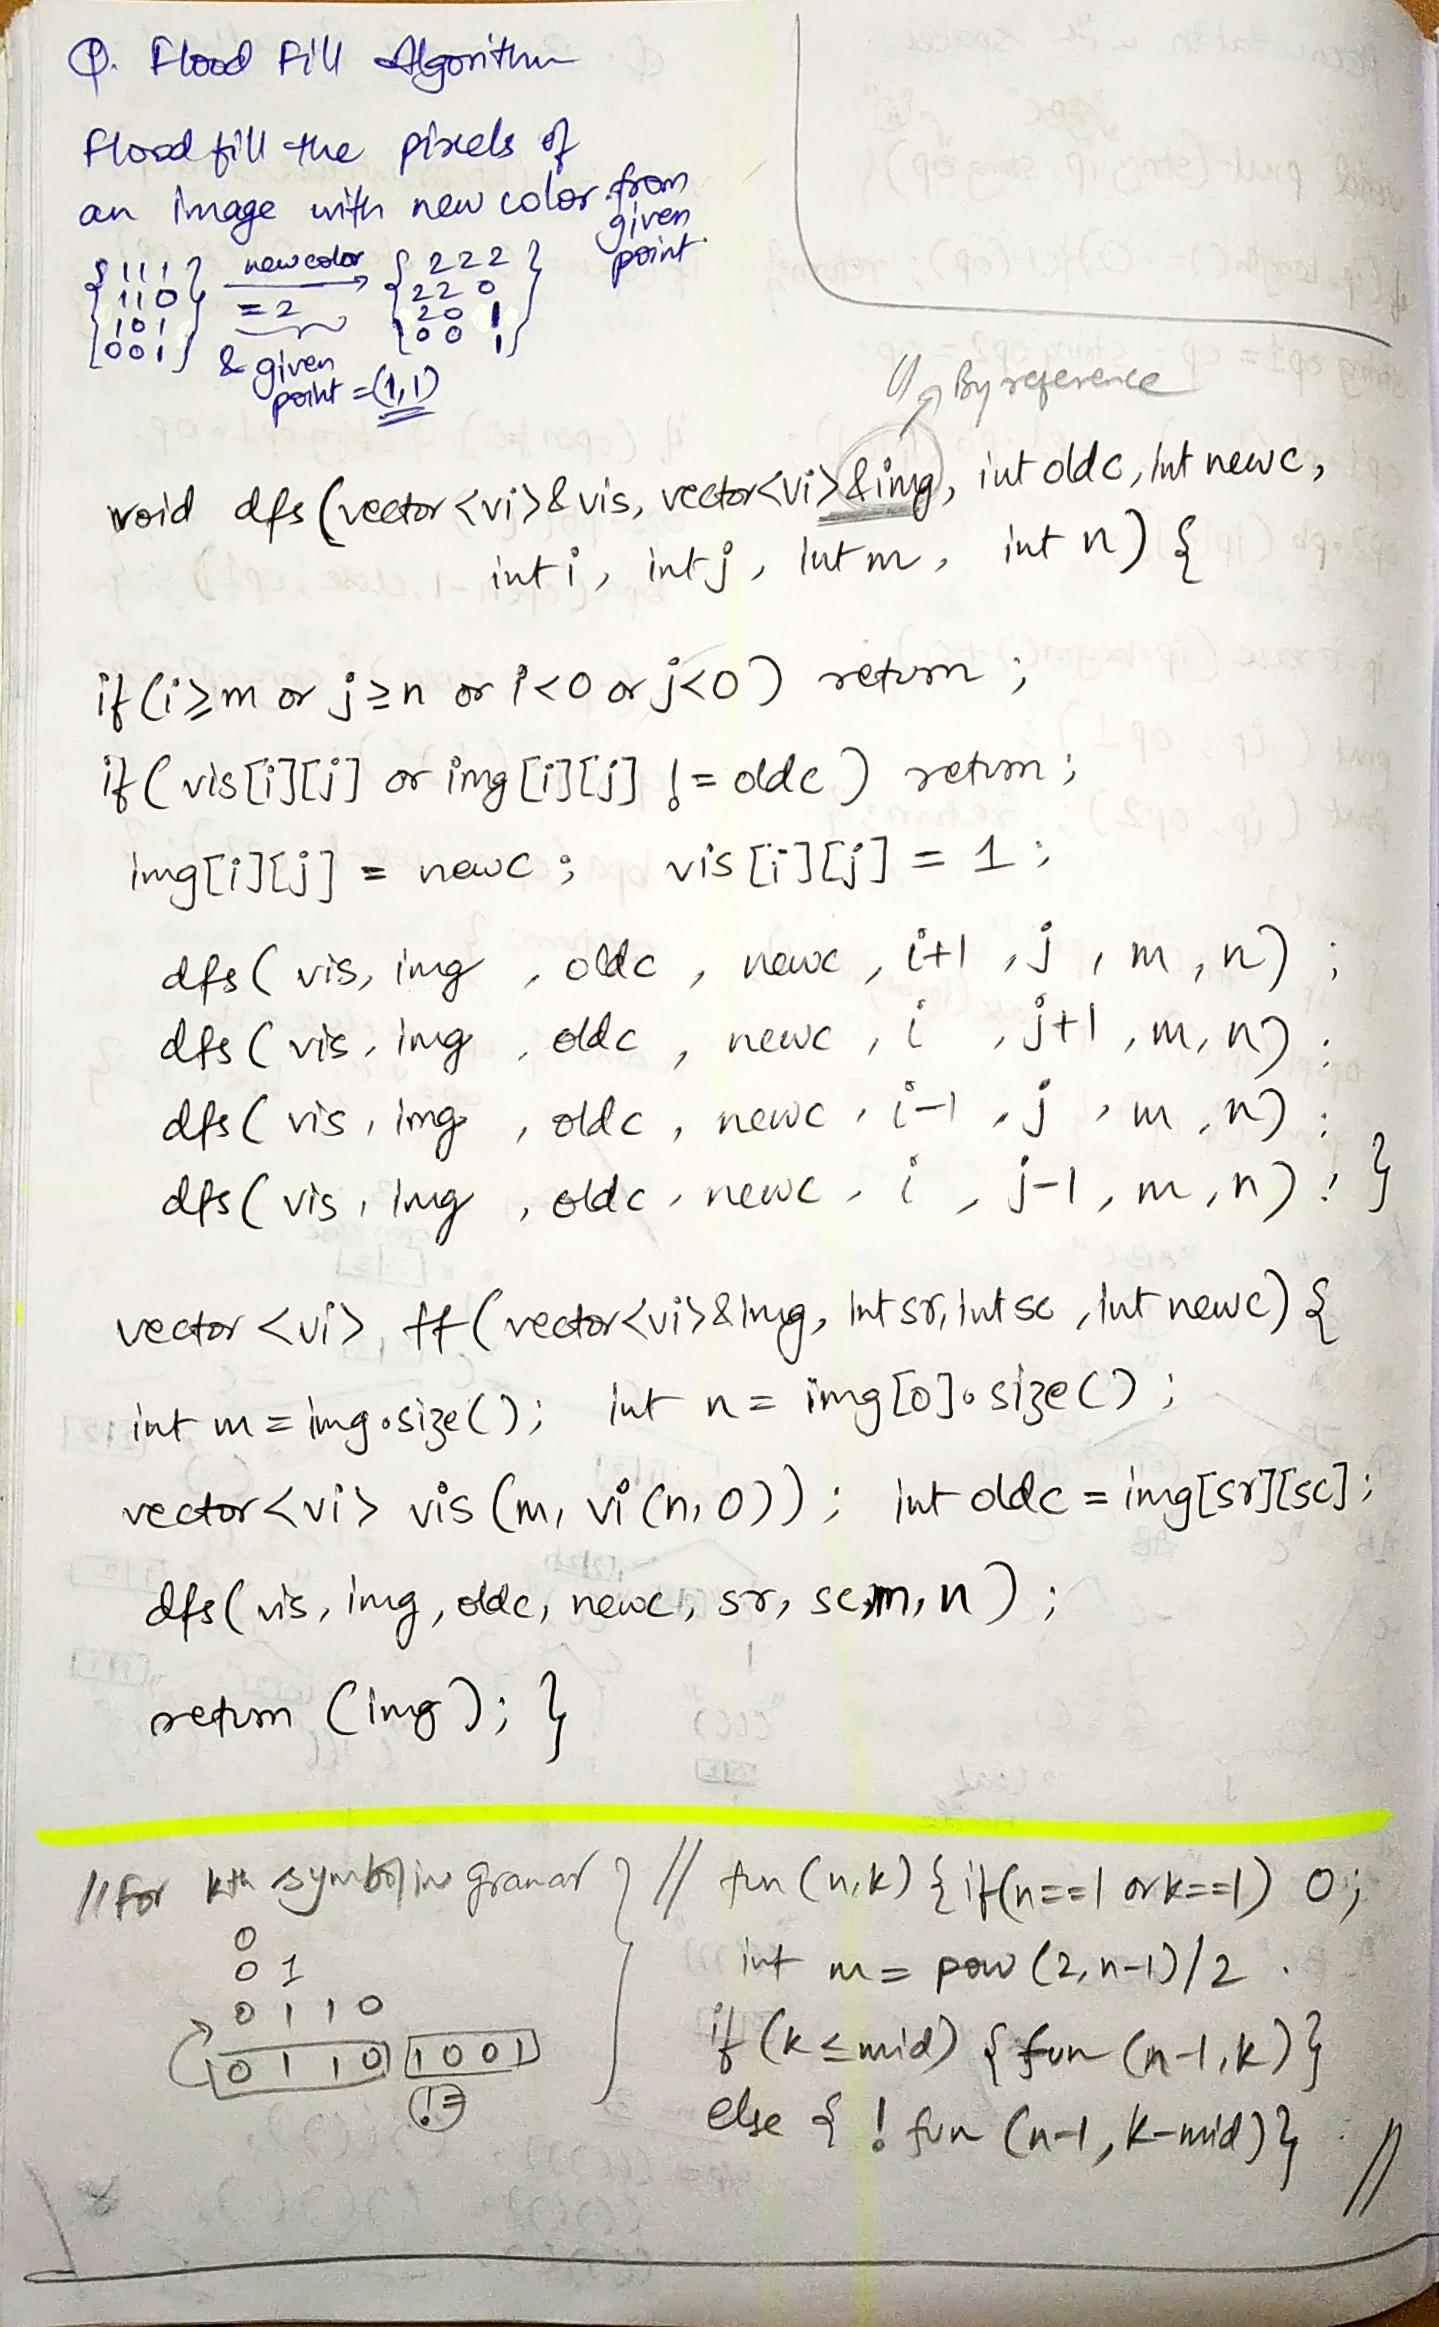 Q. Flood Fill Algorithm
Flood fill the pixels of
an image with new color from
given
point
{ 1 1 1 } new color { 2 2 2 }
1 1 0 = 2 2 2 0
1 0 1 2 0 1
0 0 1 0 0 1
& given
point = (1,1)
By reference
void dfs (vector <vi> & vis, vector<vi> &img, int oldc, int newc,
int i, int j, int m, int n) {
if (i ≥ m or j ≥ n or i<0 or j<0) return ;
if ( vis[i][j] or img [i][j] != oldc ) return ;
img[i][j] = newc ; vis [i][j] = 1 ;
dfs ( vis, img , oldc , newc , i+1 , j , m , n) ;
dfs ( vis, img , oldc , newc , i , j+1 , m, n) ;
dfs ( vis, img , oldc , newc , i-1 , j , m , n) ;
dfs ( vis, img , oldc , newc , i , j-1 , m , n) ; }
vector <vi> ff (vector<vi> & img, int sr, int sc , int newc) {
int m = img.size(); int n = img[0].size() ;
vector <vi> vis (m, vi (n, 0)) ; int oldc = img[sr][sc] ;
dfs( vis, img, oldc, newc, sr, sc, m, n ) ;
return (img) ; }
// For kth symbol in gramar } // fun (n,k) { if (n==1 or k==1) 0 ;
0
0 1 int m = pow (2, n-1)/2 .
0 1 1 0 if (k ≤ mid) { fun (n-1, k) }
0 1 1 0 1 0 0 1
!= else { ! fun (n-1, k-mid) } //